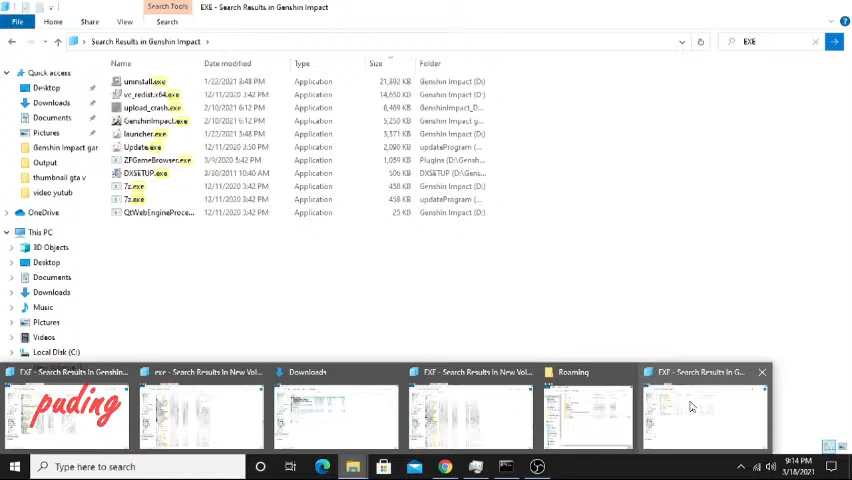 Search Tools
EXE - Search Results in Genshin Impact
File Home Share View Search
Search Results in Genshin Impact
EXE
Name Date modified Type Size Folder
Quick access
Desktop
Downloads
Documents
Pictures
Genshin Impact gar
Output
thumbnail gta v
video yutub
OneDrive
This PC
3D Objects
Desktop
Documents
Downloads
Music
Pictures
Videos
Local Disk (C:)
uninstall.exe 1/22/2021 3:48 PM Application 21,392 KB Genshin Impact (D:)
vc_redist.x64.exe 12/11/2020 3:42 PM Application 14,650 KB Genshin Impact (D:)
upload_crash.exe 2/10/2021 6:12 PM Application 6,469 KB GenshinImpact_D...
GenshinImpact.exe 2/10/2021 6:12 PM Application 5,250 KB Genshin Impact g...
launcher.exe 1/22/2021 3:48 PM Application 3,371 KB Genshin Impact (D:)
Update.exe 12/11/2020 3:50 PM Application 2,090 KB updateProgram (...
ZFGameBrowser.exe 3/9/2020 5:42 PM Application 1,059 KB Plugins (D:\Gensh...
DXSETUP.exe 3/30/2011 10:40 AM Application 506 KB DXSETUP (D:\Gens...
7z.exe 12/11/2020 3:42 PM Application 458 KB Genshin Impact (D:)
7z.exe 12/11/2020 3:42 PM Application 458 KB updateProgram (...
QtWebEngineProce... 12/11/2020 3:42 PM Application 25 KB Genshin Impact (D:)
EXE - Search Results in Genshin...
exe - Search Results in New Vol...
Downloads
EXE - Search Results in New Vol...
Roaming
EXE - Search Results in G...
puding
Type here to search
9:14 PM
3/18/2021